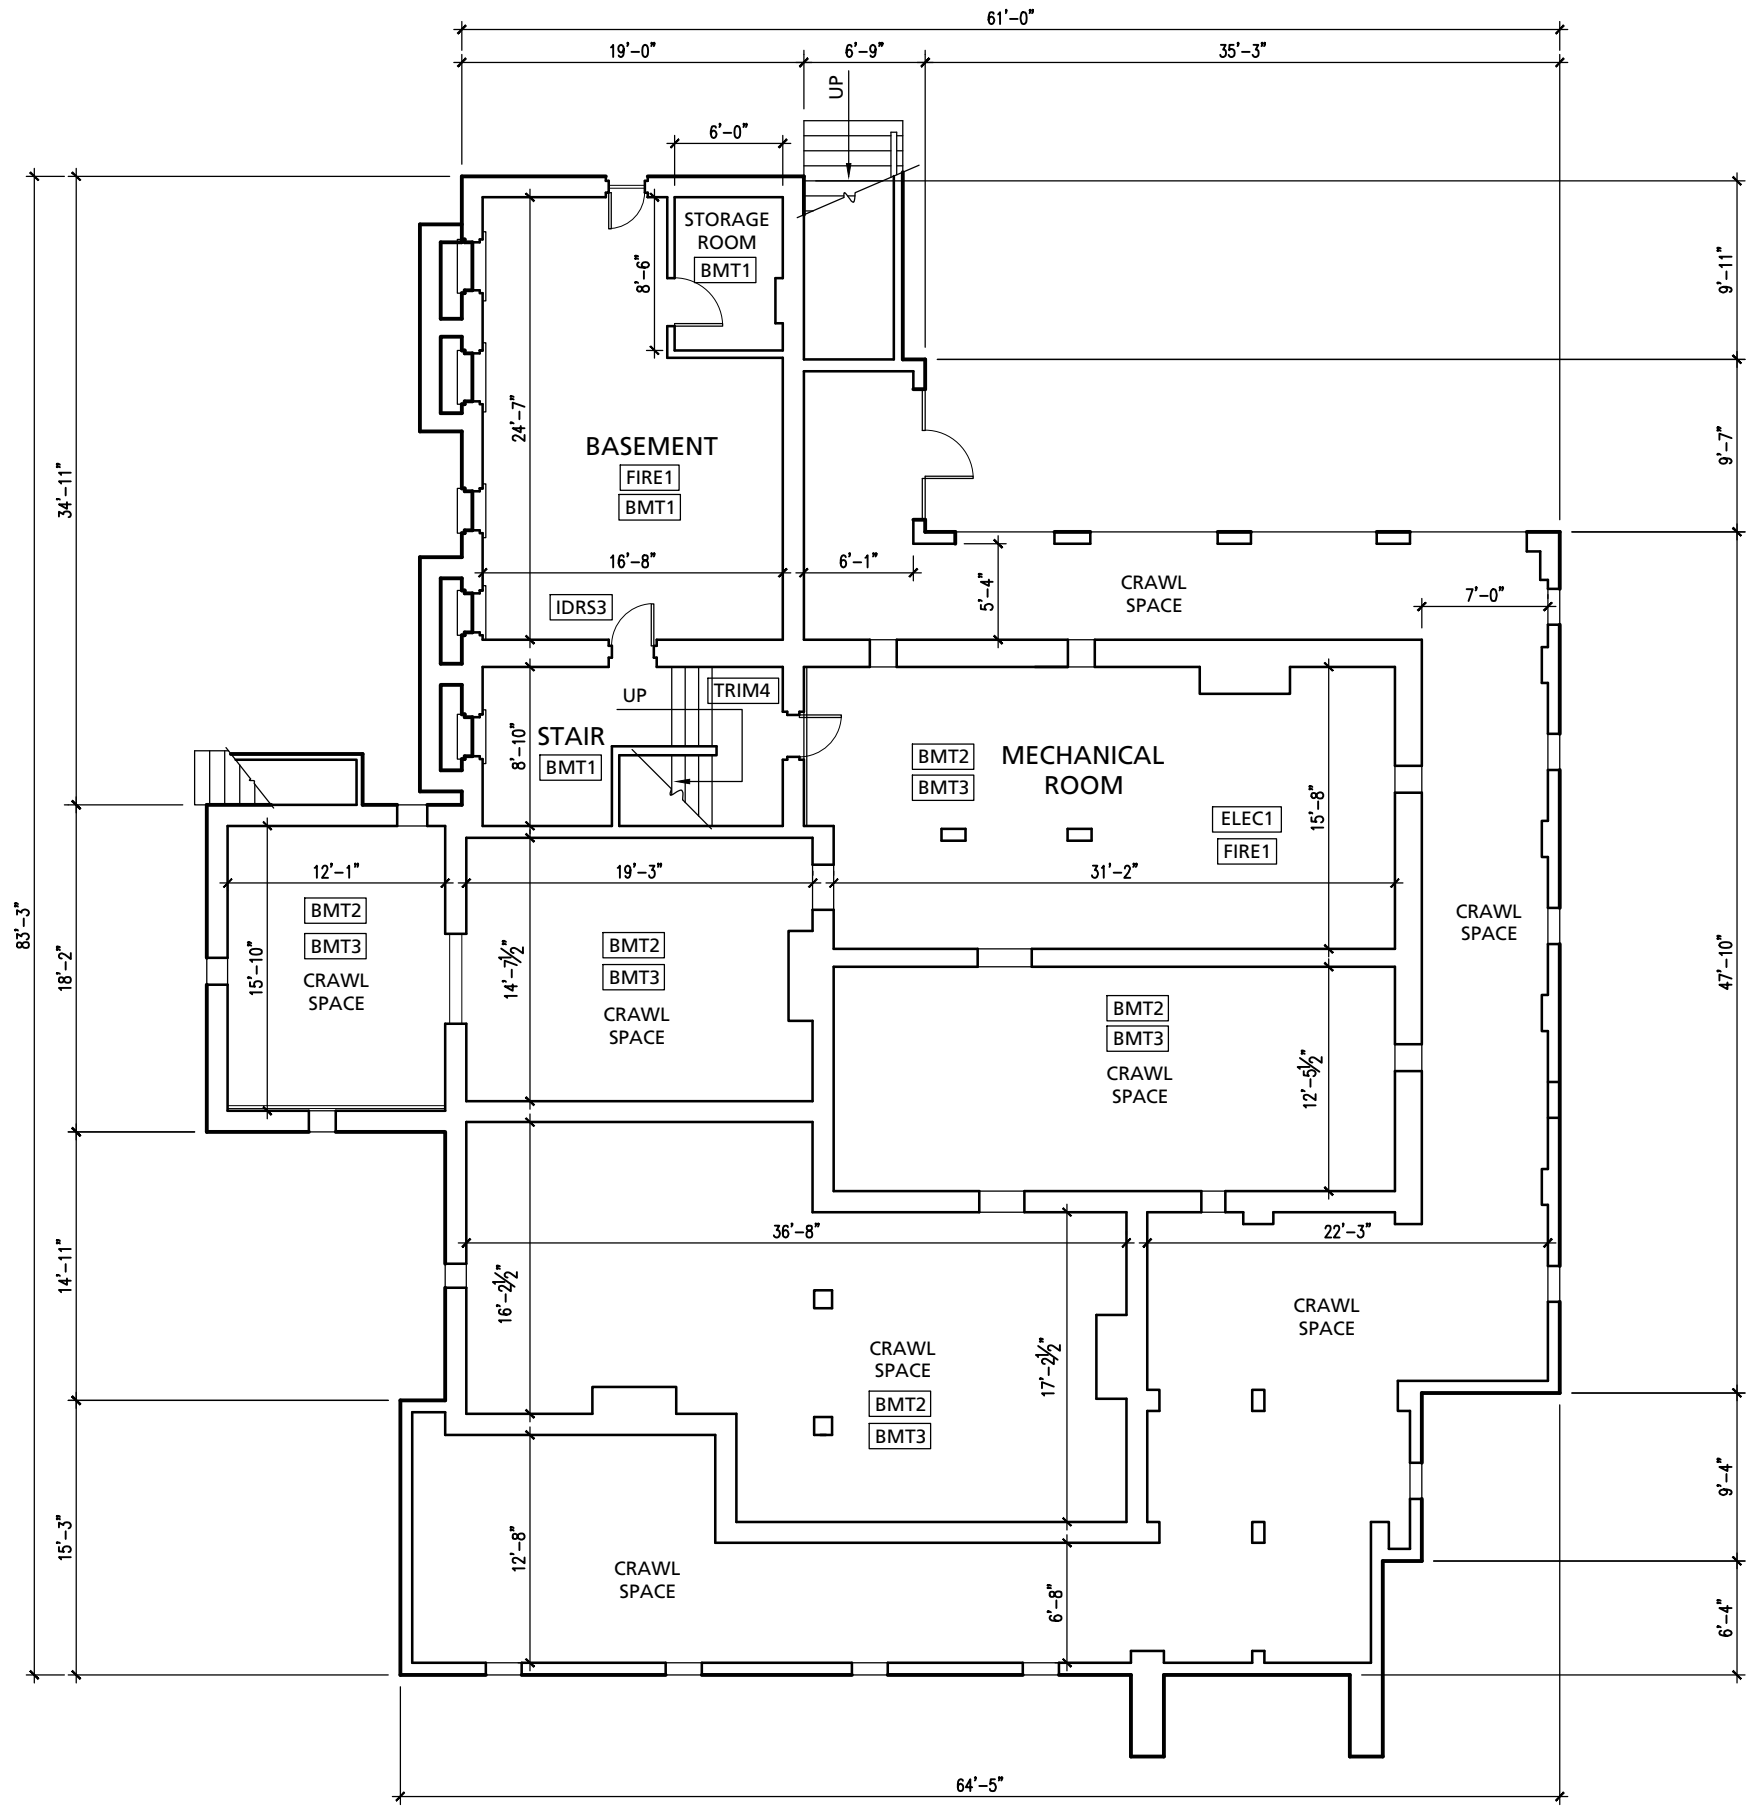 61'-0"
19'-0"
6'-9"
35'-3"
UP
6'-0"
STORAGE
ROOM
BMT1
8'-6"
9'-11"
24'-7"
9'-7"
34'-11"
BASEMENT
FIRE1
BMT1
16'-8"
6'-1"
5'-4"
CRAWL
SPACE
7'-0"
IDRS3
UP
TRIM4
STAIR
BMT1
8'-10"
BMT2
BMT3
MECHANICAL
ROOM
ELEC1
FIRE1
15'-8"
12'-1"
19'-3"
31'-2"
83'-3"
18'-2"
15'-10"
BMT2
BMT3
CRAWL
SPACE
14'-7½"
BMT2
BMT3
CRAWL
SPACE
CRAWL
SPACE
47'-10"
BMT2
BMT3
CRAWL
SPACE
12'-5½"
36'-8"
22'-3"
14'-11"
16'-2½"
CRAWL
SPACE
CRAWL
SPACE
BMT2
BMT3
17'-2½"
15'-3"
12'-8"
CRAWL
SPACE
6'-8"
9'-4"
6'-4"
64'-5"